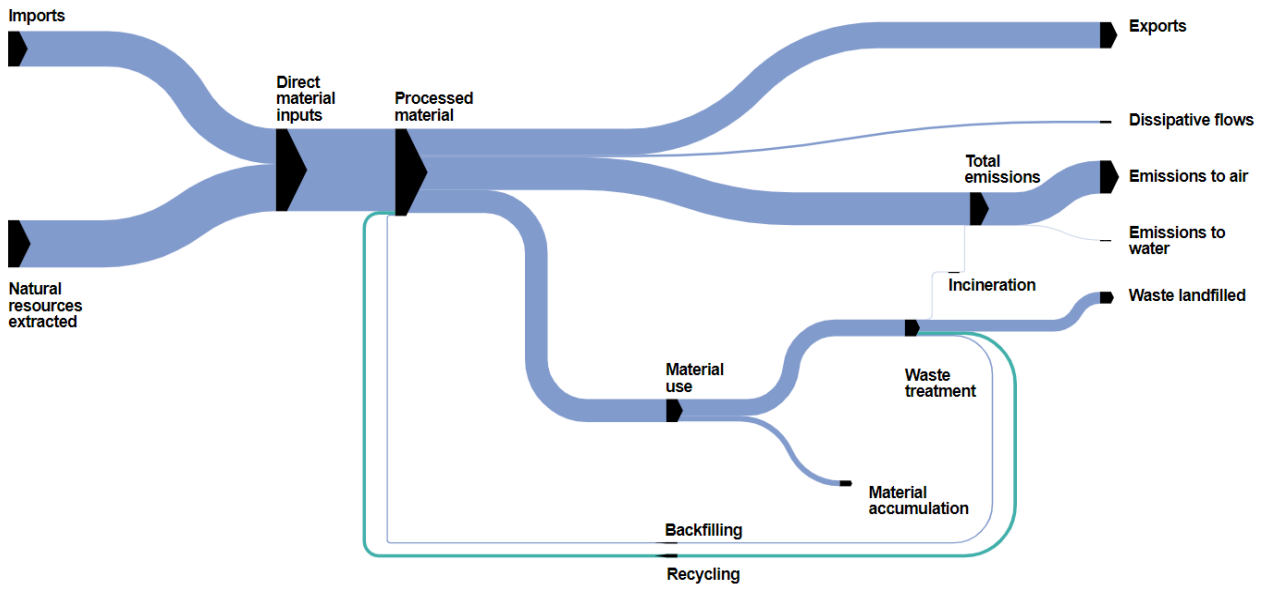 Imports
Exports
Direct
material
inputs
Processed
material
Dissipative flows
Total
emissions
Emissions to air
Emissions to
water
Natural
resources
extracted
Incineration
Waste landfilled
Material
use
Waste
treatment
Material
accumulation
Backfilling
Recycling